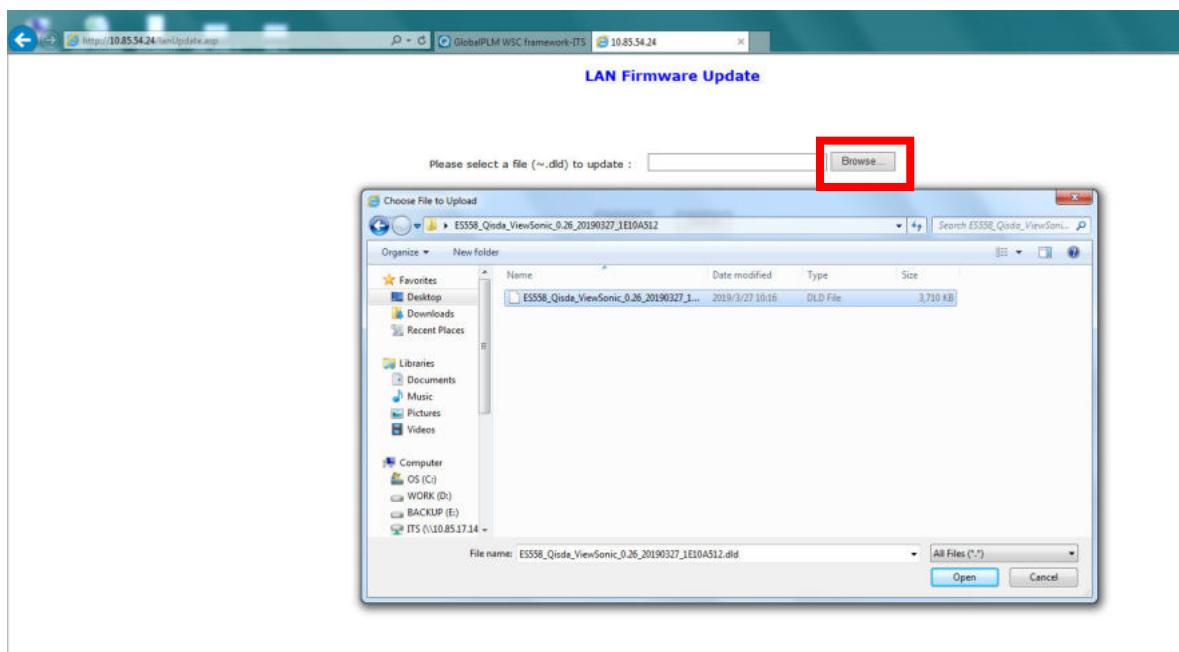 http://10.85.54.24/lanUpdate.asp
GlobalPLM WSC framework-ITS
10.85.54.24
LAN Firmware Update
Please select a file (~.dld) to update :
Browse...
Choose File to Upload
ES558_Qisda_ViewSonic_0.26_20190327_1E10A512
Search ES558_Qisda_ViewSoni...
Organize
New folder
Name Date modified Type Size
ES558_Qisda_ViewSonic_0.26_20190327_1... 2019/3/27 10:16 DLD File 3,710 KB
Favorites
Desktop
Downloads
Recent Places
Libraries
Documents
Music
Pictures
Videos
Computer
OS (C:)
WORK (D:)
BACKUP (E:)
ITS (\\10.85.17.14
File name: ES558_Qisda_ViewSonic_0.26_20190327_1E10A512.dld
All Files (*.*)
Open Cancel